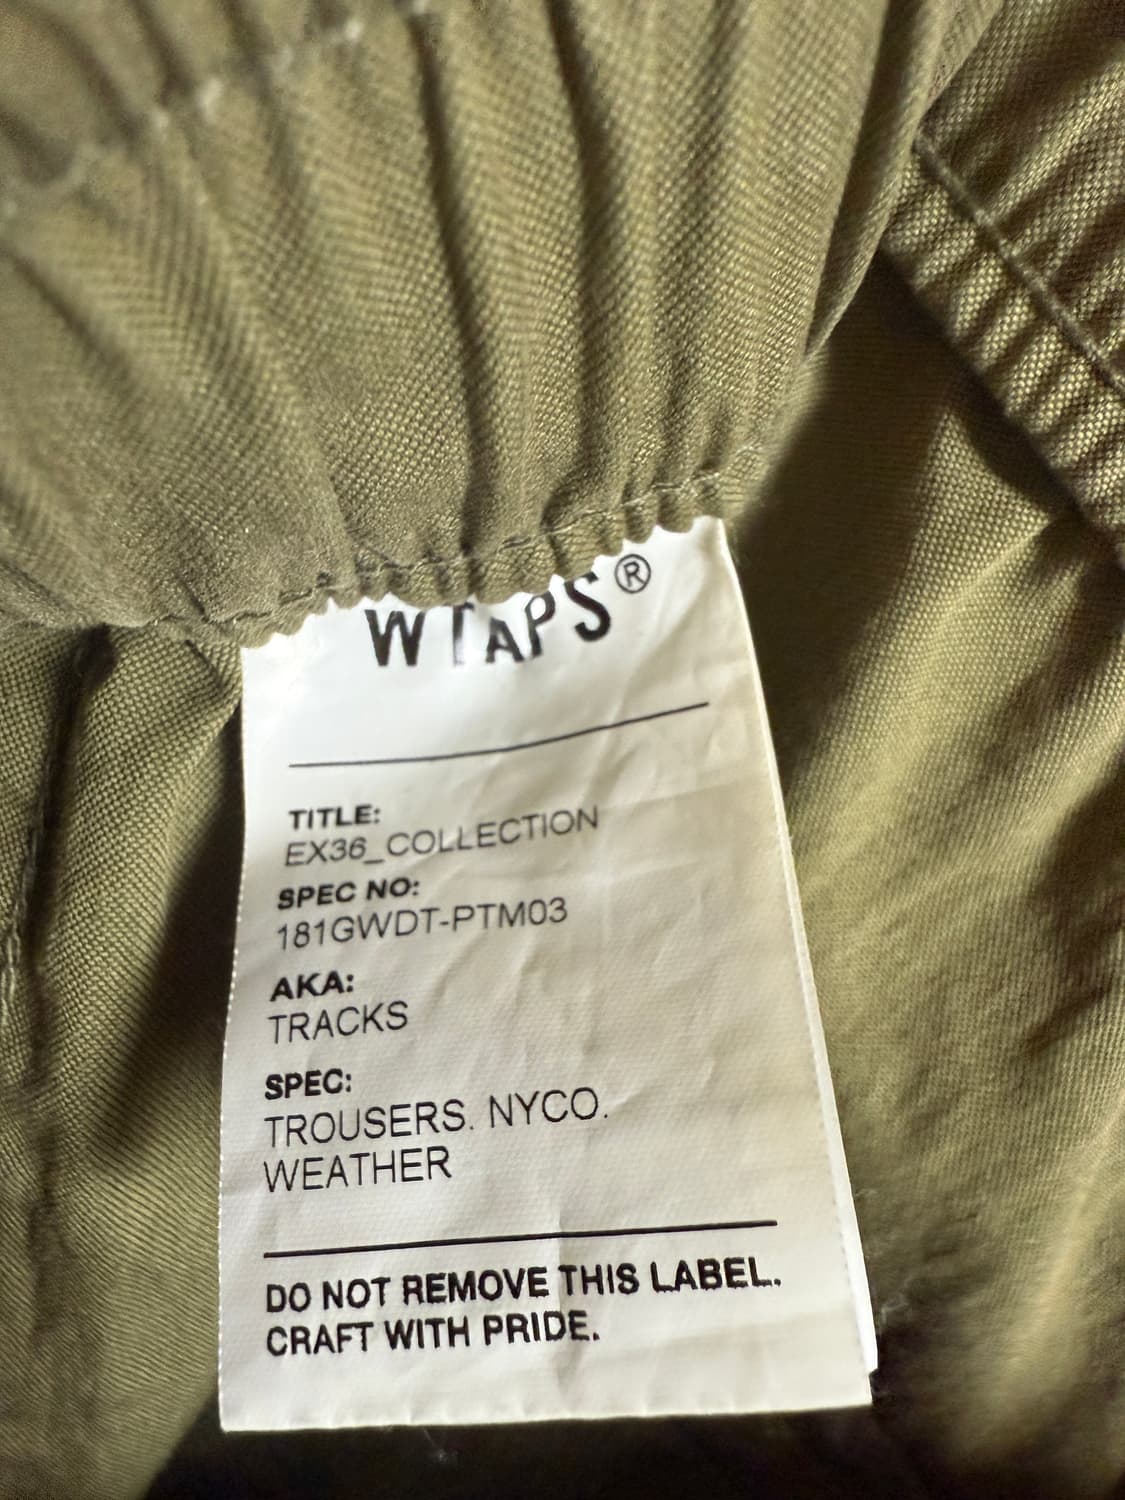 WTAPS®
TITLE:
EX36_COLLECTION
SPEC NO:
181GWDT-PTM03
AKA:
TRACKS
SPEC:
TROUSERS. NYCO.
WEATHER
DO NOT REMOVE THIS LABEL.
CRAFT WITH PRIDE.